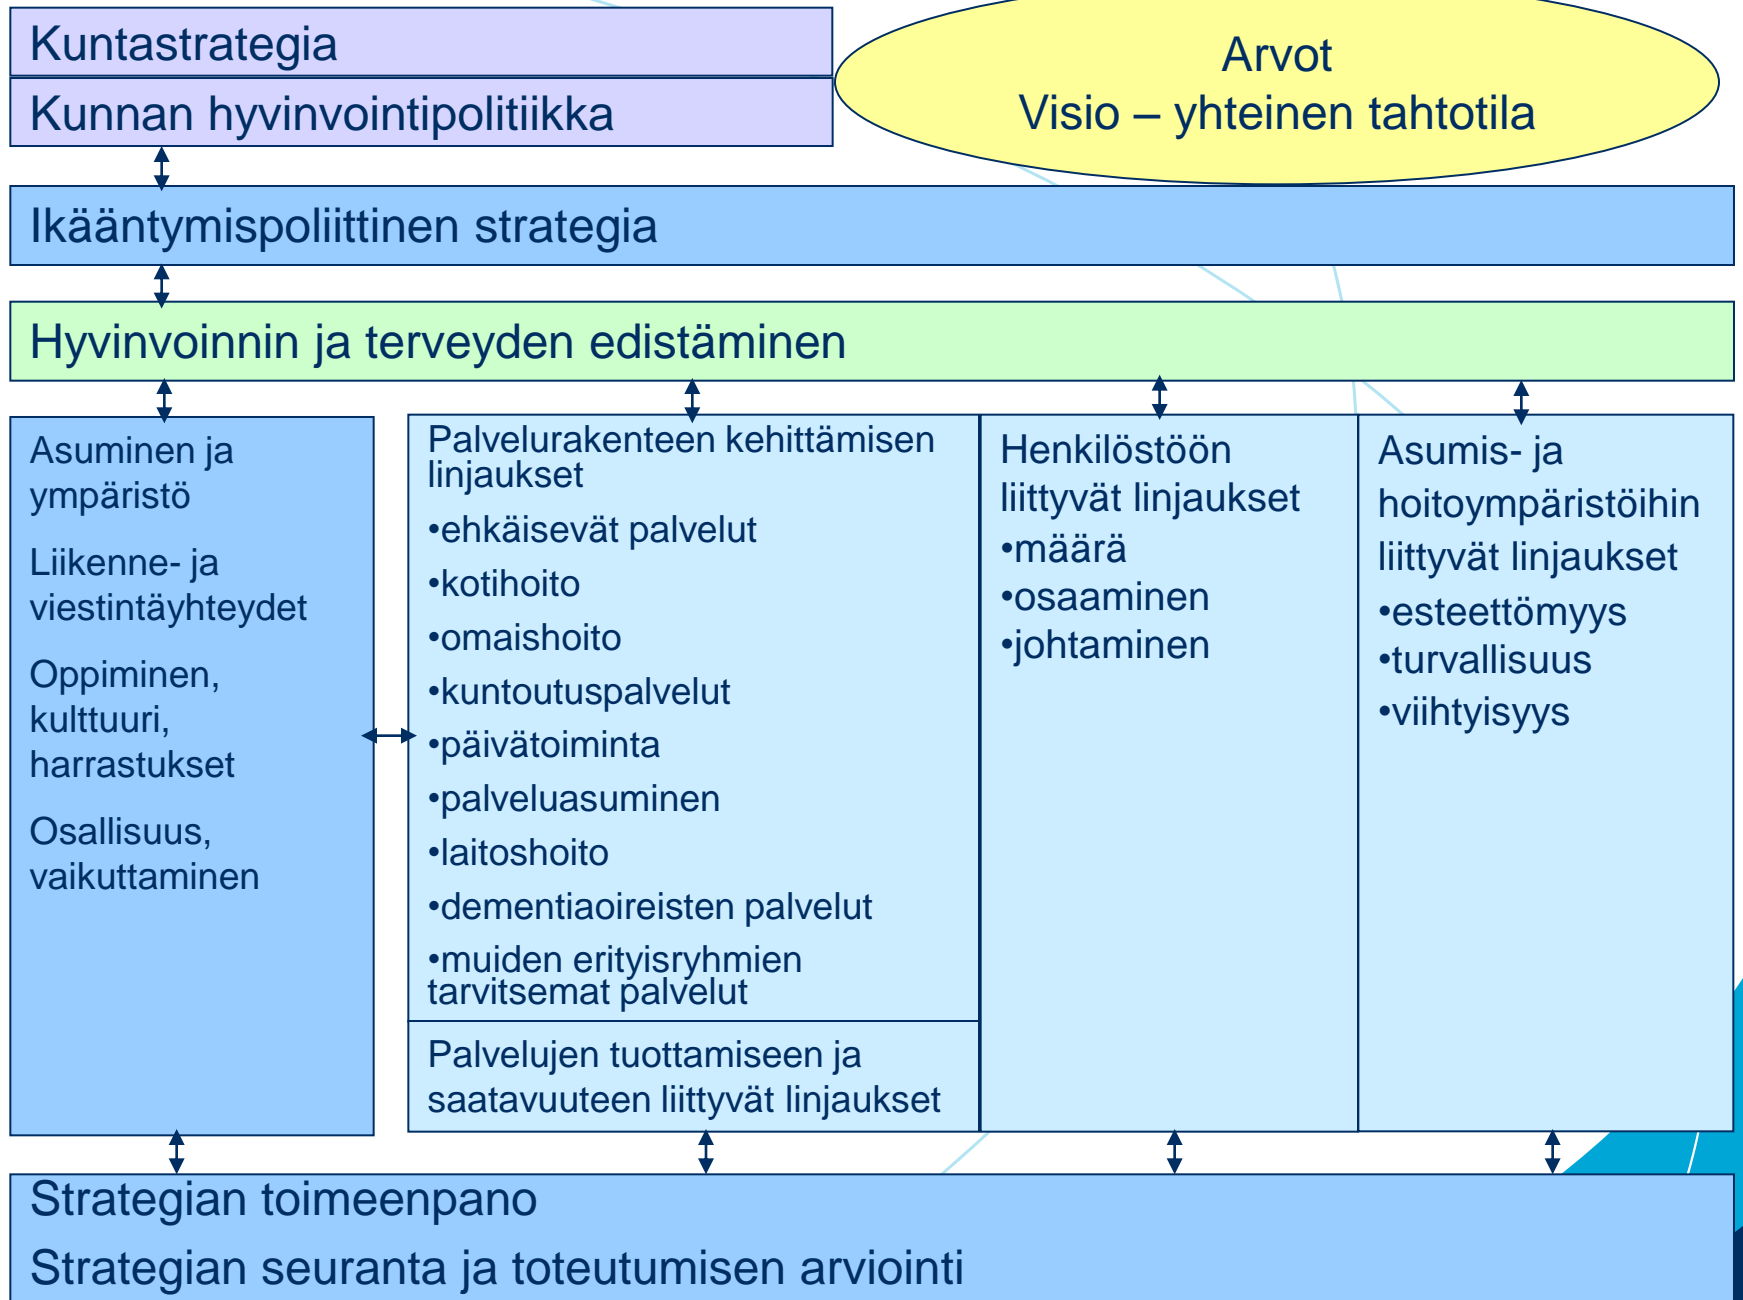 Kuntastrategia
Kunnan hyvinvointipolitiikka
Arvot
Visio – yhteinen tahtotila
Ikääntymispoliittinen strategia
Hyvinvoinnin ja terveyden edistäminen
Asuminen ja
ympäristö
Liikenne- ja
viestintäyhteydet
Oppiminen,
kulttuuri,
harrastukset
Osallisuus,
vaikuttaminen
Palvelurakenteen kehittämisen
linjaukset
•ehkäisevät palvelut
•kotihoito
•omaishoito
•kuntoutuspalvelut
•päivätoiminta
•palveluasuminen
•laitoshoito
•dementiaoireisten palvelut
•muiden erityisryhmien
tarvitsemat palvelut
Palvelujen tuottamiseen ja
saatavuuteen liittyvät linjaukset
Henkilöstöön
liittyvät linjaukset
•määrä
•osaaminen
•johtaminen
Asumis- ja
hoitoympäristöihin
liittyvät linjaukset
•esteettömyys
•turvallisuus
•viihtyisyys
Strategian toimeenpano
Strategian seuranta ja toteutumisen arviointi